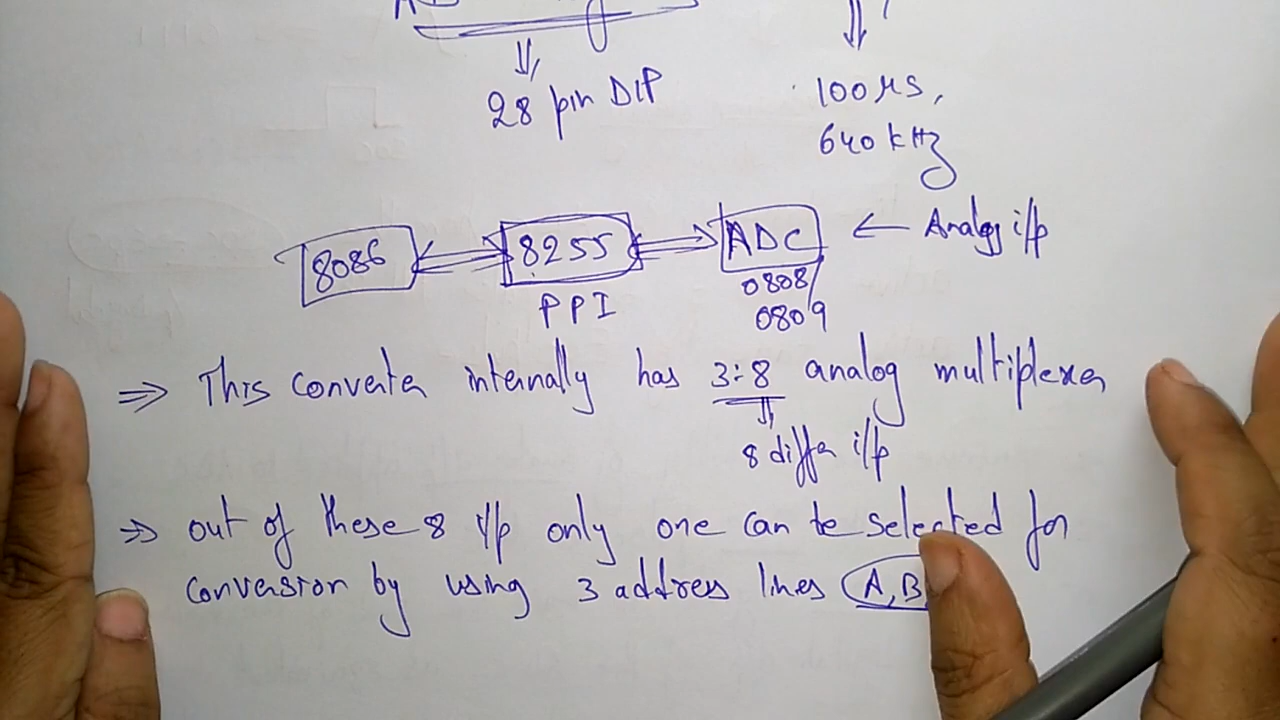 28 pin DIP
100 μs,
640 kHz
8086
8255
ADC
← Analog i/p
PPI
0808/
0809
⇒ This Converter internally has 3:8 analog multiplexer
8 differ i/p
⇒ out of these 8 i/p only one can be selected for
conversion by using 3 address lines A, B